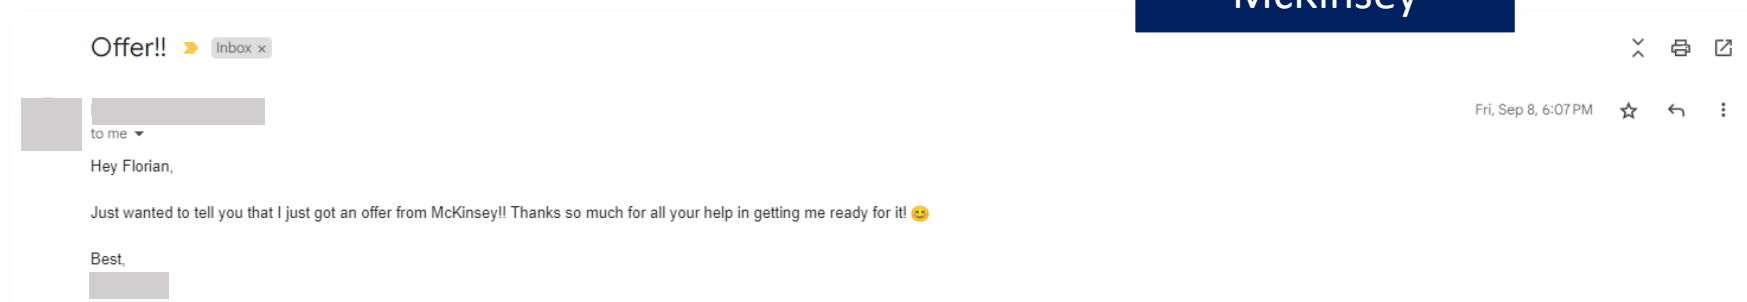 McKinsey
Offer!! Inbox ×
Fri, Sep 8, 6:07 PM
to me
Hey Florian,
Just wanted to tell you that I just got an offer from McKinsey!! Thanks so much for all your help in getting me ready for it! 😊
Best,